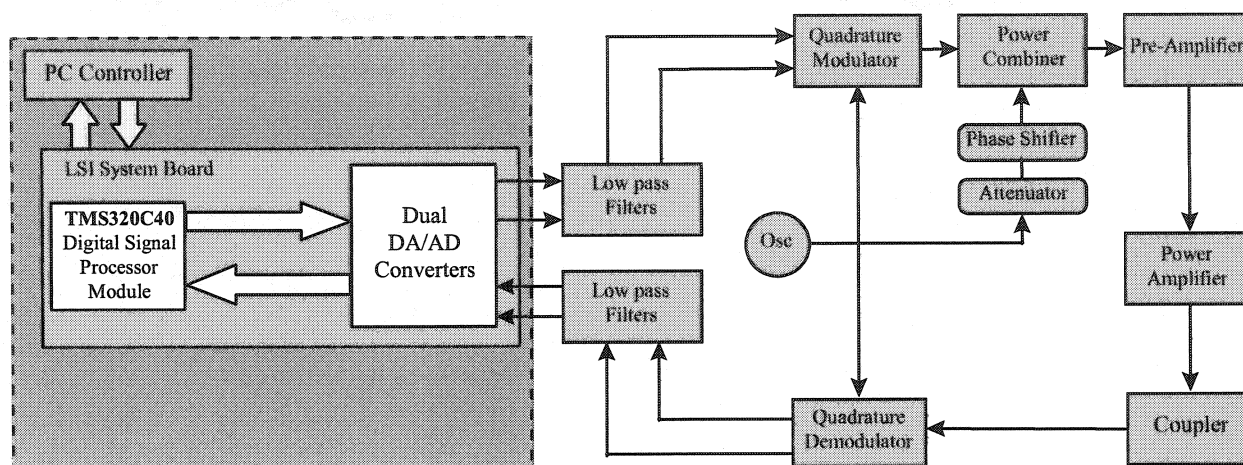 PC Controller
LSI System Board
TMS320C40
Digital Signal
Processor
Module
Dual
DA/AD
Converters
Low pass
Filters
Low pass
Filters
Quadrature
Modulator
Power
Combiner
Pre-Amplifier
Phase Shifter
Attenuator
Osc
Power
Amplifier
Quadrature
Demodulator
Coupler